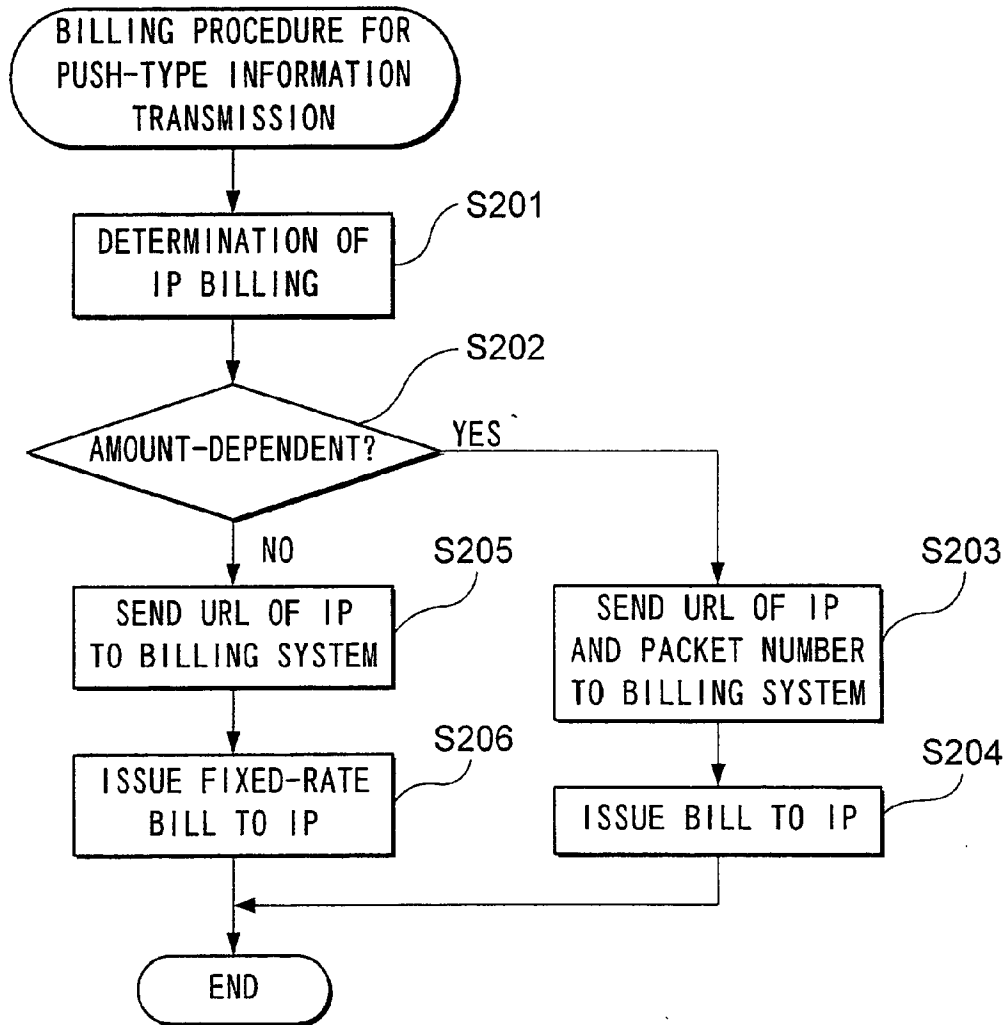 BILLING PROCEDURE FOR
PUSH-TYPE INFORMATION
TRANSMISSION
S201
DETERMINATION OF
IP BILLING
S202
AMOUNT-DEPENDENT?
YES
NO
S205
SEND URL OF IP
TO BILLING SYSTEM
S203
SEND URL OF IP
AND PACKET NUMBER
TO BILLING SYSTEM
S206
ISSUE FIXED-RATE
BILL TO IP
S204
ISSUE BILL TO IP
END